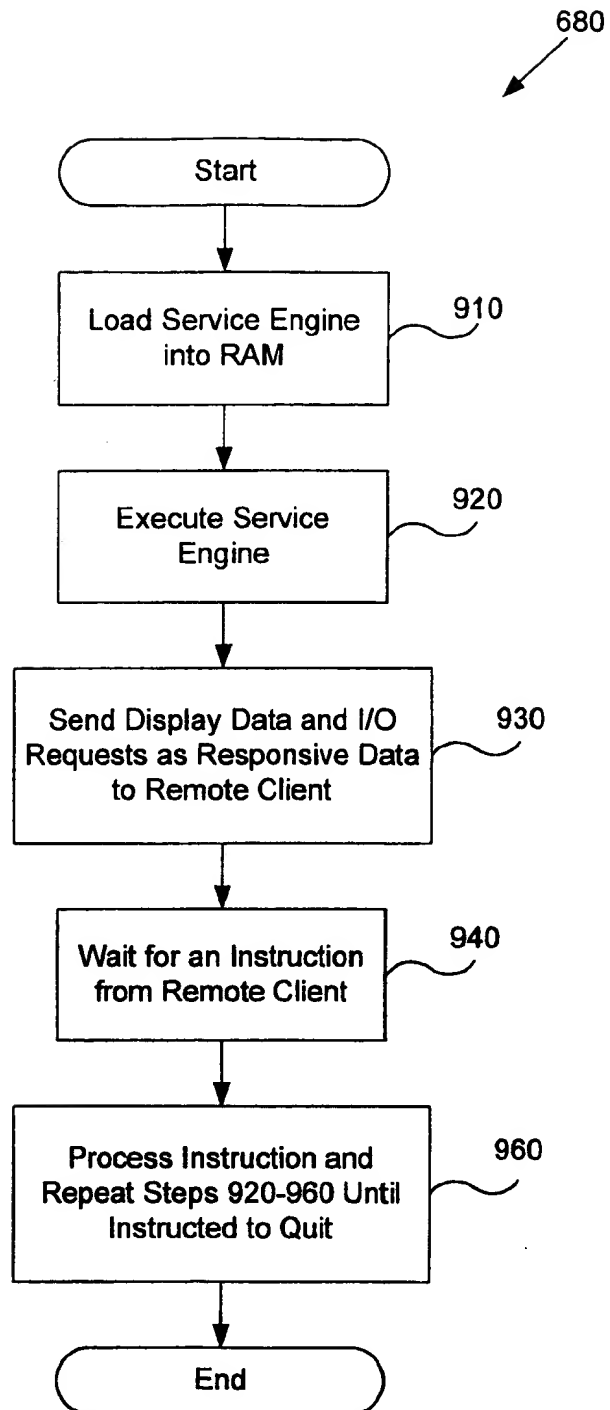 680
Start
Load Service Engine
into RAM
910
Execute Service
Engine
920
Send Display Data and I/O
Requests as Responsive Data
to Remote Client
930
Wait for an Instruction
from Remote Client
940
Process Instruction and
Repeat Steps 920-960 Until
Instructed to Quit
960
End